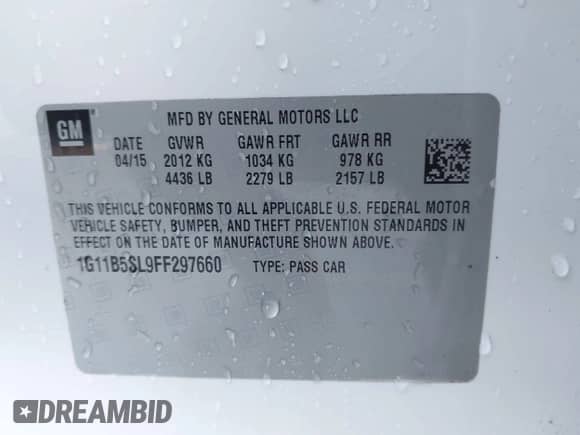 GM
MFD BY GENERAL MOTORS LLC
DATE GVWR GAWR FRT GAWR RR
04/15 2012 KG 1034 KG 978 KG
4436 LB 2279 LB 2157 LB
THIS VEHICLE CONFORMS TO ALL APPLICABLE U.S. FEDERAL MOTOR
VEHICLE SAFETY, BUMPER, AND THEFT PREVENTION STANDARDS IN
EFFECT ON THE DATE OF MANUFACTURE SHOWN ABOVE.
1G11B5SL9FF297660 TYPE: PASS CAR
DREAMBID